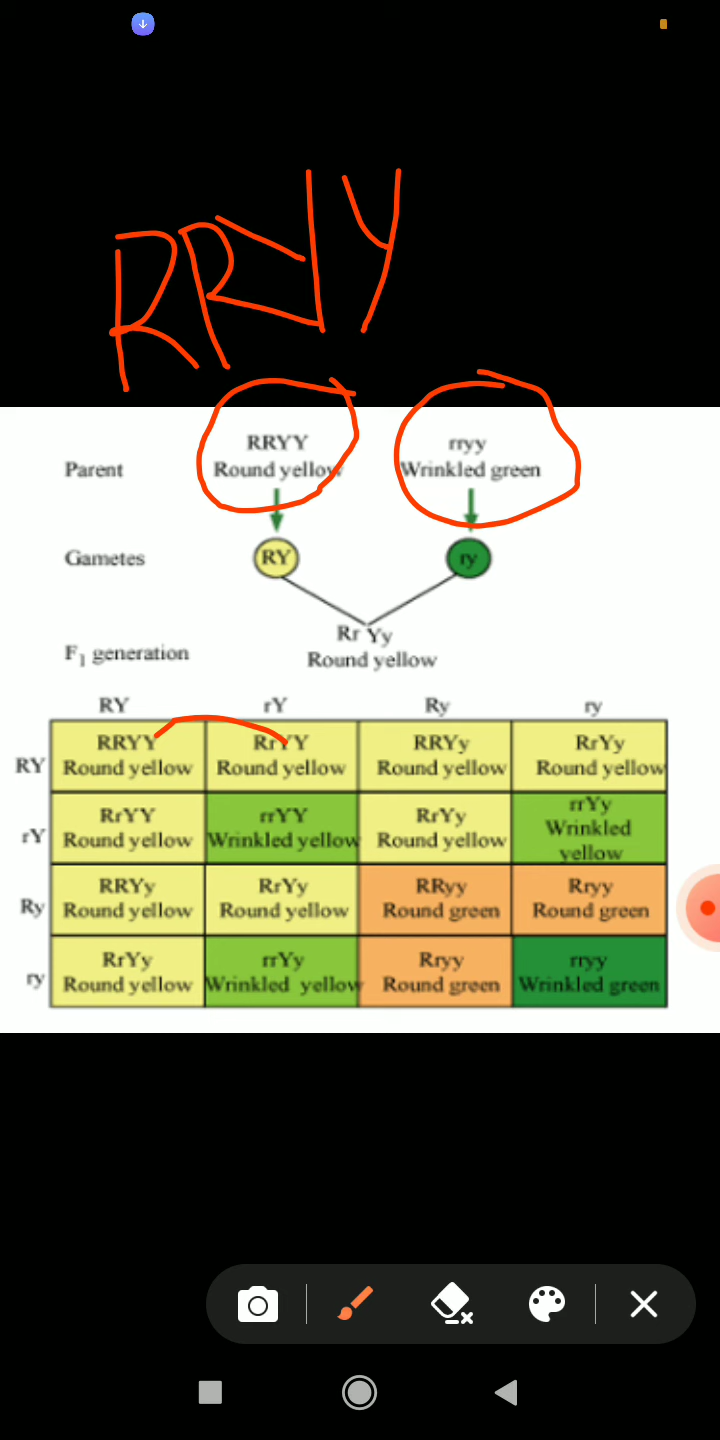 RRYY
RRYY rryy
Parent Round yellow Wrinkled green
Gametes RY ry
Rr Yy
F₁ generation Round yellow
RY rY Ry ry
RY RRYY RrYY RRYy RrYy
Round yellow Round yellow Round yellow Round yellow
rY RrYY rrYY RrYy rrYy
Round yellow Wrinkled yellow Round yellow Wrinkled yellow
Ry RRYy RrYy RRyy Rryy
Round yellow Round yellow Round green Round green
ry RrYy rrYy Rryy rryy
Round yellow Wrinkled yellow Round green Wrinkled green